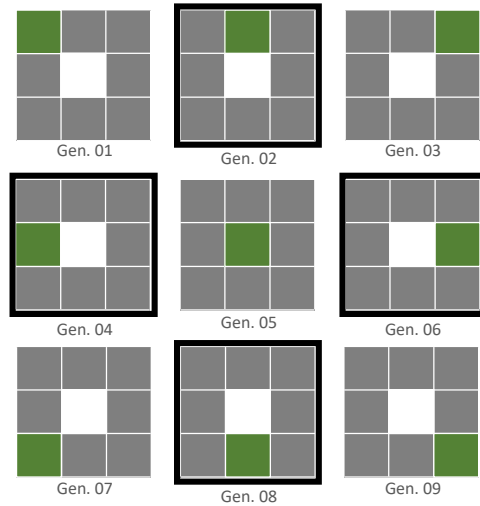 Gen. 01
Gen. 02
Gen. 03
Gen. 04
Gen. 05
Gen. 06
Gen. 07
Gen. 08
Gen. 09